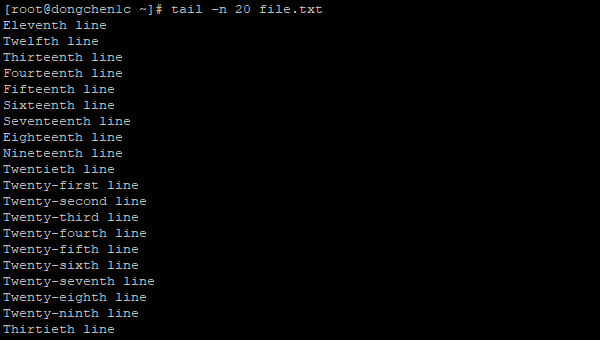 [root@dongchen1c ~]# tail -n 20 file.txt
Eleventh line
Twelfth line
Thirteenth line
Fourteenth line
Fifteenth line
Sixteenth line
Seventeenth line
Eighteenth line
Nineteenth line
Twentieth line
Twenty-first line
Twenty-second line
Twenty-third line
Twenty-fourth line
Twenty-fifth line
Twenty-sixth line
Twenty-seventh line
Twenty-eighth line
Twenty-ninth line
Thirtieth line